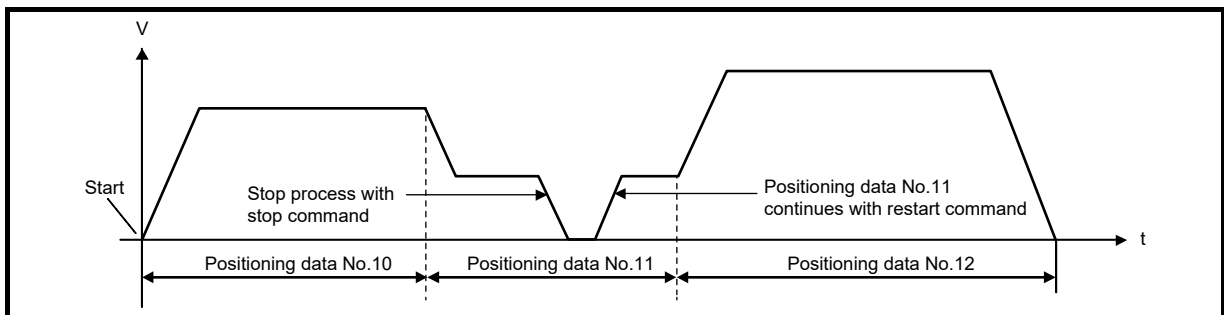 V
Start
Stop process with
stop command
Positioning data No.11
continues with restart command
t
Positioning data No.10
Positioning data No.11
Positioning data No.12